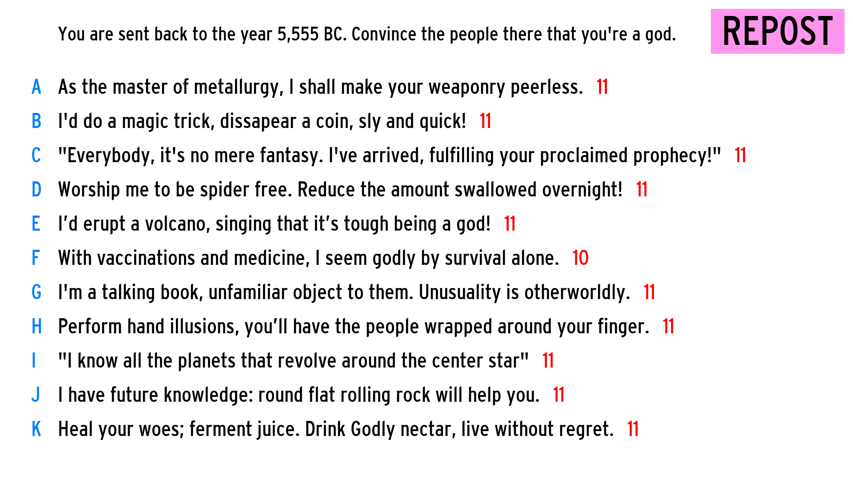 You are sent back to the year 5,555 BC. Convince the people there that you're a god.
REPOST
A As the master of metallurgy, I shall make your weaponry peerless. 11
B I'd do a magic trick, dissapear a coin, sly and quick! 11
C "Everybody, it's no mere fantasy. I've arrived, fulfilling your proclaimed prophecy!" 11
D Worship me to be spider free. Reduce the amount swallowed overnight! 11
E I’d erupt a volcano, singing that it’s tough being a god! 11
F With vaccinations and medicine, I seem godly by survival alone. 10
G I'm a talking book, unfamiliar object to them. Unusuality is otherworldly. 11
H Perform hand illusions, you’ll have the people wrapped around your finger. 11
I "I know all the planets that revolve around the center star" 11
J I have future knowledge: round flat rolling rock will help you. 11
K Heal your woes; ferment juice. Drink Godly nectar, live without regret. 11